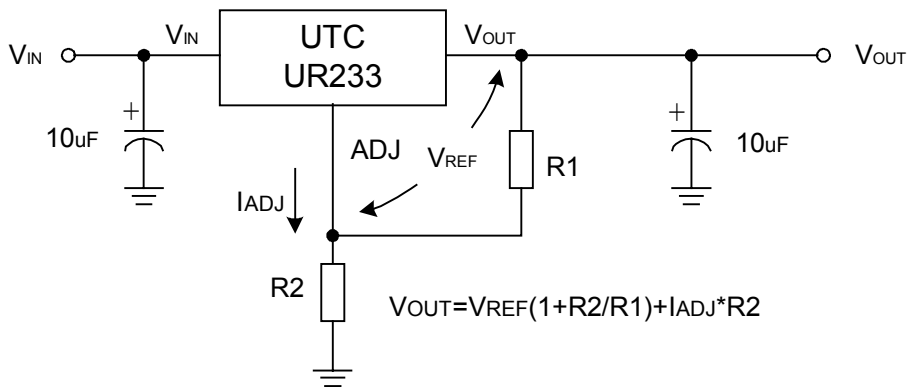 VIN
VIN
UTC
UR233
VOUT
VOUT
+
10uF
ADJ
VREF
R1
+
10uF
IADJ
R2
VOUT=VREF(1+R2/R1)+IADJ*R2